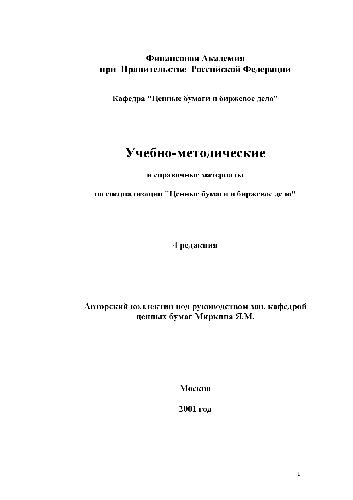 Финансовая Академия
при Правительстве Российской Федерации
Кафедра "Ценные бумаги и биржевое дело"
Учебно-методические
и справочные материалы
по специализации "Ценные бумаги и биржевое дело"
4 редакция
Авторский коллектив под руководством зав. кафедрой
ценных бумаг Миркина Я.М.
Москва
2001 год
1